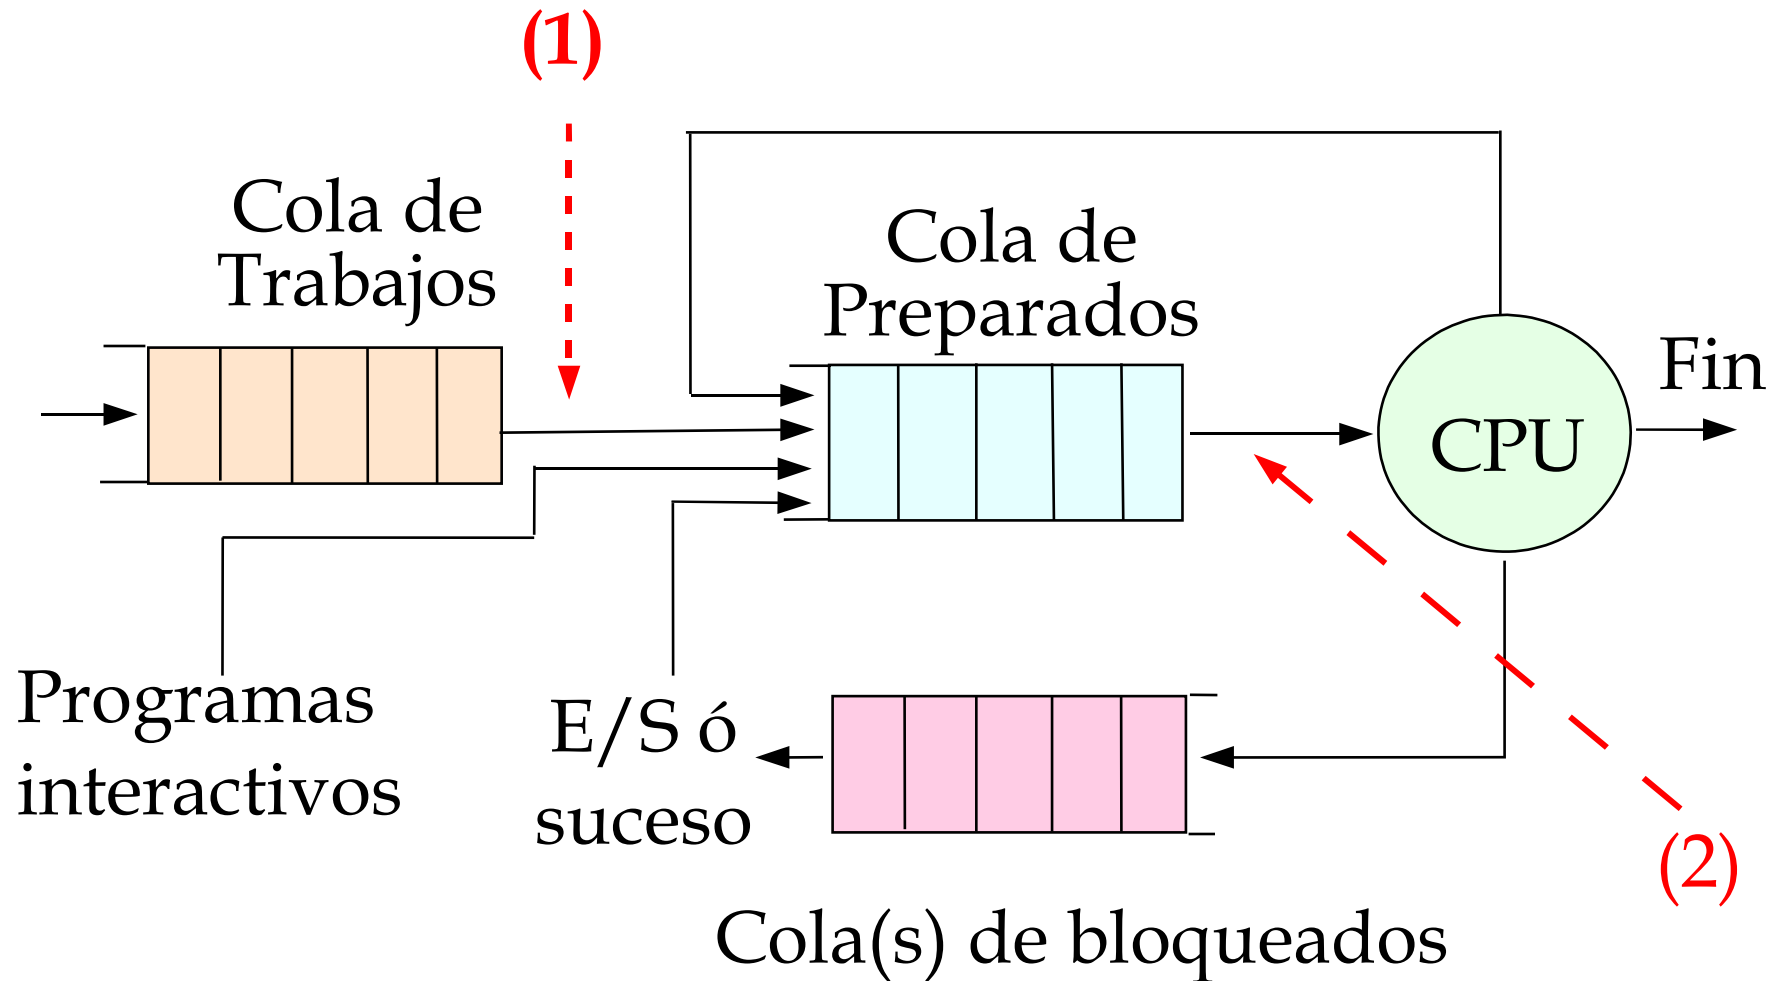 (1)
Cola de
Trabajos
Cola de
Preparados
Fin
CPU
Programas
interactivos
E/S ó
suceso
(2)
Cola(s) de bloqueados